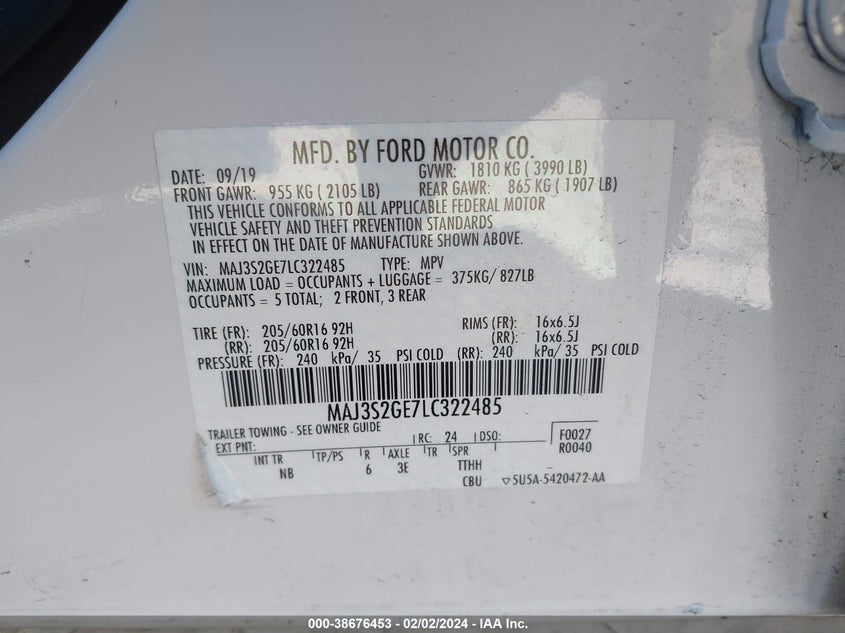 MFD. BY FORD MOTOR CO.
DATE: 09/19 GVWR: 1810 KG ( 3990 LB)
FRONT GAWR: 955 KG ( 2105 LB) REAR GAWR: 865 KG ( 1907 LB)
THIS VEHICLE CONFORMS TO ALL APPLICABLE FEDERAL MOTOR
VEHICLE SAFETY AND THEFT PREVENTION STANDARDS
IN EFFECT ON THE DATE OF MANUFACTURE SHOWN ABOVE.
VIN: MAJ3S2GE7LC322485 TYPE: MPV
MAXIMUM LOAD = OCCUPANTS + LUGGAGE = 375KG/ 827LB
OCCUPANTS = 5 TOTAL; 2 FRONT, 3 REAR
TIRE (FR): 205/60R16 92H RIMS (FR): 16x6.5J
(RR): 205/60R16 92H (RR): 16x6.5J
PRESSURE (FR): 240 kPa/ 35 PSI COLD (RR): 240 kPa/ 35 PSI COLD
MAJ3S2GE7LC322485
TRAILER TOWING - SEE OWNER GUIDE
EXT PNT: RC: 24 DSO: F0027
R0040
INT TR TP/PS R AXLE TR SPR
NB 6 3E TTHH
CBU ▽5U5A-5420472-AA
000-38676453 - 02/02/2024 - IAA Inc.